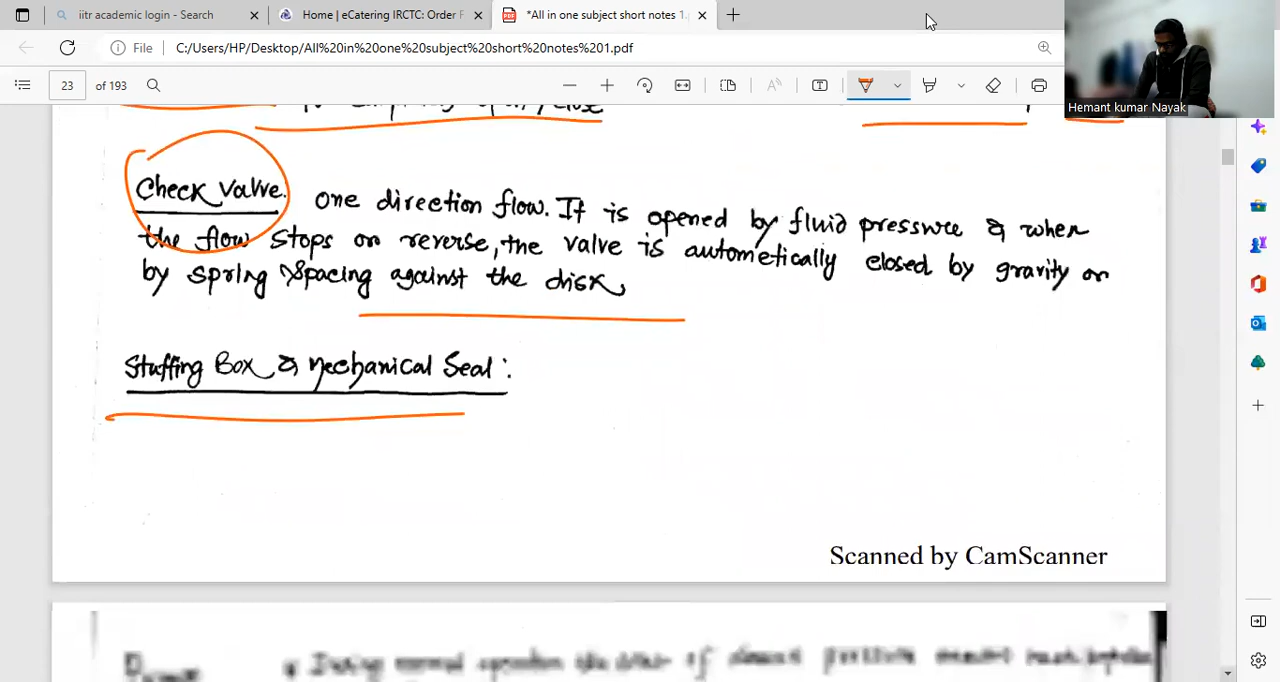 iitr academic login - Search
Home | eCatering IRCTC: Order F
*All in one subject short notes 1.p
File
C:/Users/HP/Desktop/All%20in%20one%20subject%20short%20notes%201.pdf
23 of 193
Hemant kumar Nayak
Check Valve. One direction flow. It is opened by fluid pressure & when
the flow stops or reverse, the valve is autometically closed by gravity or
by spring spacing against the disk
Stuffing Box & Mechanical Seal:
Scanned by CamScanner